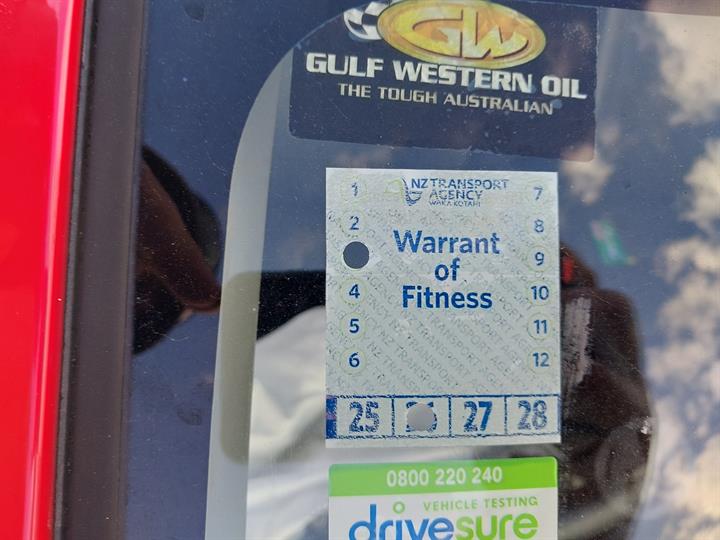 GW
GULF WESTERN OIL
THE TOUGH AUSTRALIAN
1 NZ TRANSPORT 7
AGENCY
WAKA KOTAHI
2 8
Warrant
9
of
4 Fitness 10
5 11
6 12
25 27 28
0800 220 240
VEHICLE TESTING
drivesure